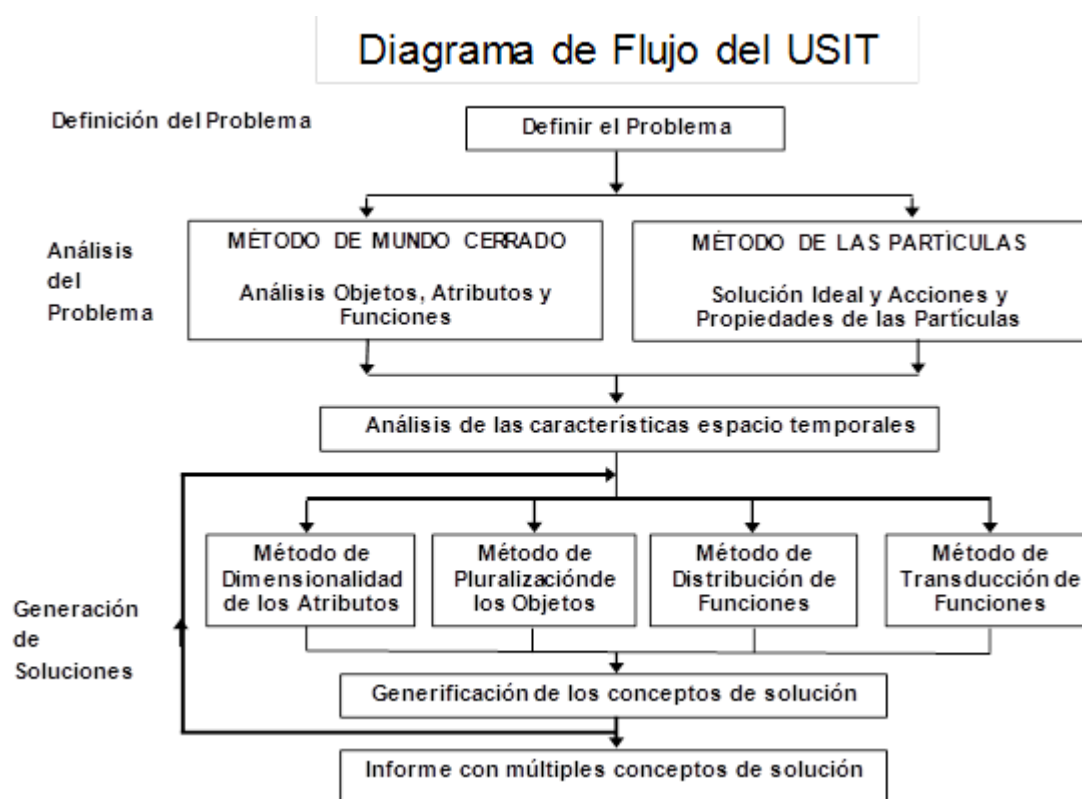 Diagrama de Flujo del USIT
Definición del Problema
Definir el Problema
Análisis
del
Problema
MÉTODO DE MUNDO CERRADO
Análisis Objetos, Atributos y
Funciones
MÉTODO DE LAS PARTÍCULAS
Solución Ideal y Acciones y
Propiedades de las Partículas
Análisis de las características espacio temporales
Generación
de
Soluciones
Método de
Dimensionalidad
de los Atributos
Método de
Pluralizaciónde
los Objetos
Método de
Distribución de
Funciones
Método de
Transducción de
Funciones
Generificación de los conceptos de solución
Informe con múltiples conceptos de solución